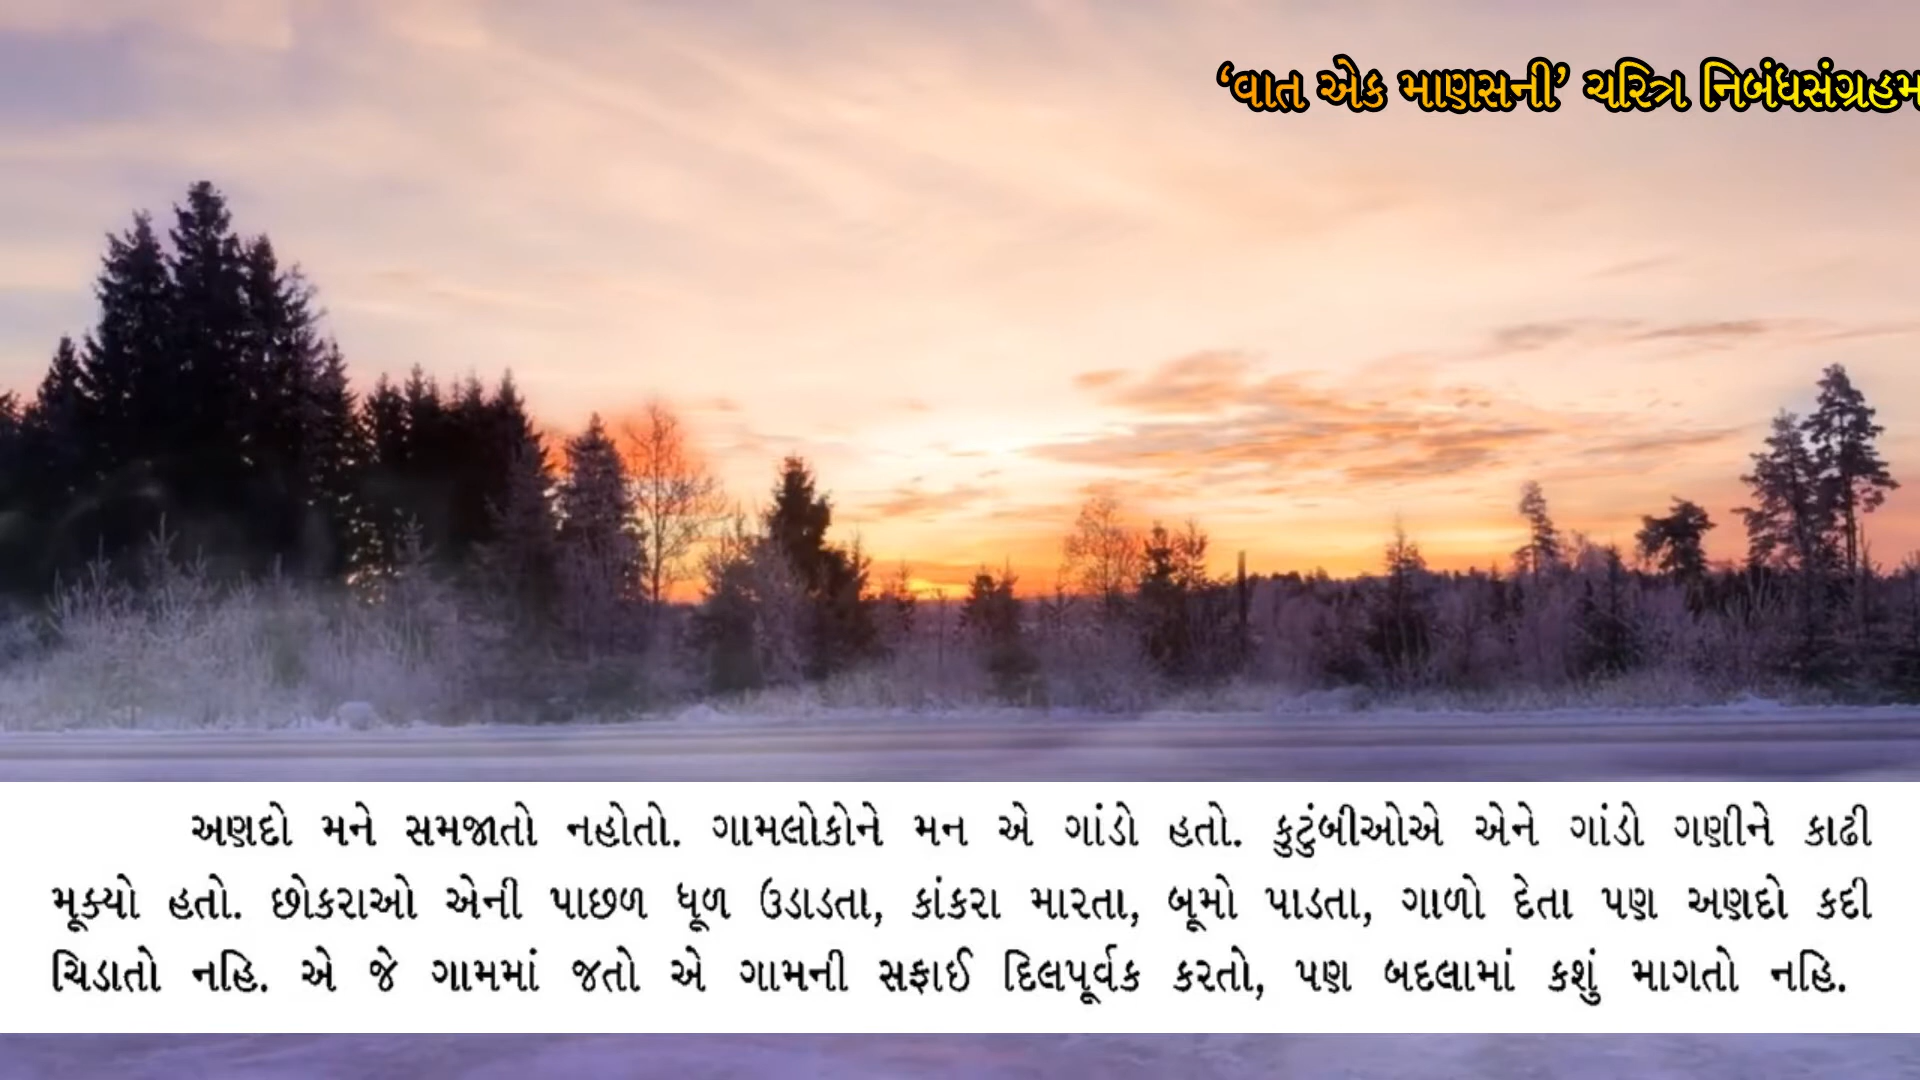 ‘વાત એક માણસની’ ચરિત્ર નિબંધસંગ્રહમ
અણદો મને સમજાતો નહોતો. ગામલોકોને મન એ ગાંડો હતો. કુટુંબીઓએ એને ગાંડો ગણીને કાઢી
મૂક્યો હતો. છોકરાઓ એની પાછળ ધૂળ ઉડાડતા, કાંકરા મારતા, બૂમો પાડતા, ગાળો દેતા પણ અણદો કદી
ચિડાતો નહિ. એ જે ગામમાં જતો એ ગામની સફાઈ દિલપૂર્વક કરતો, પણ બદલામાં કશું માગતો નહિ.